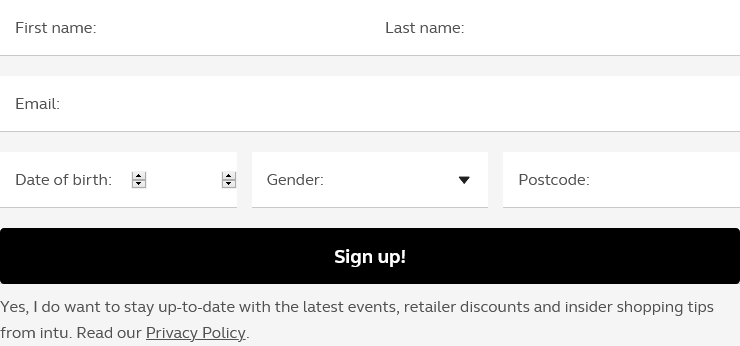 First name: Last name:
Email:
Date of birth: Gender: Postcode:
Sign up!
Yes, I do want to stay up-to-date with the latest events, retailer discounts and insider shopping tips
from intu. Read our Privacy Policy.